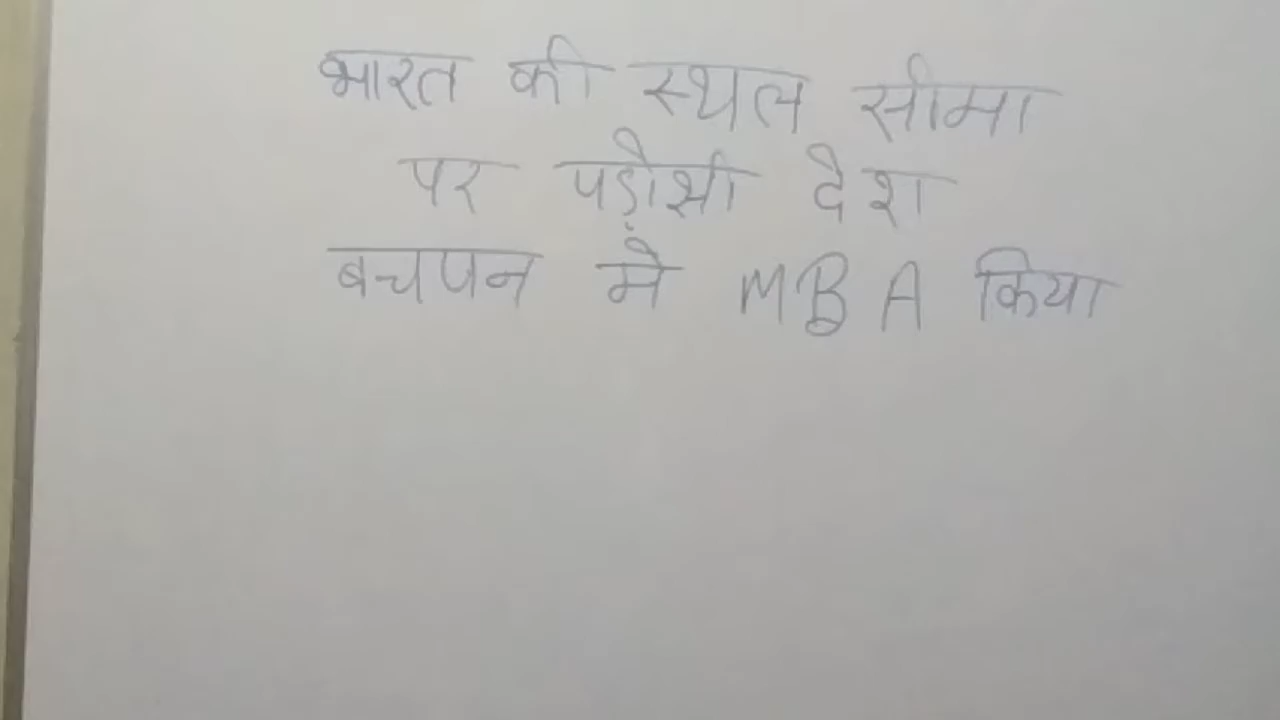 भारत की स्थल सीमा
पर पड़ोसी देश
बचपन में MBA किया